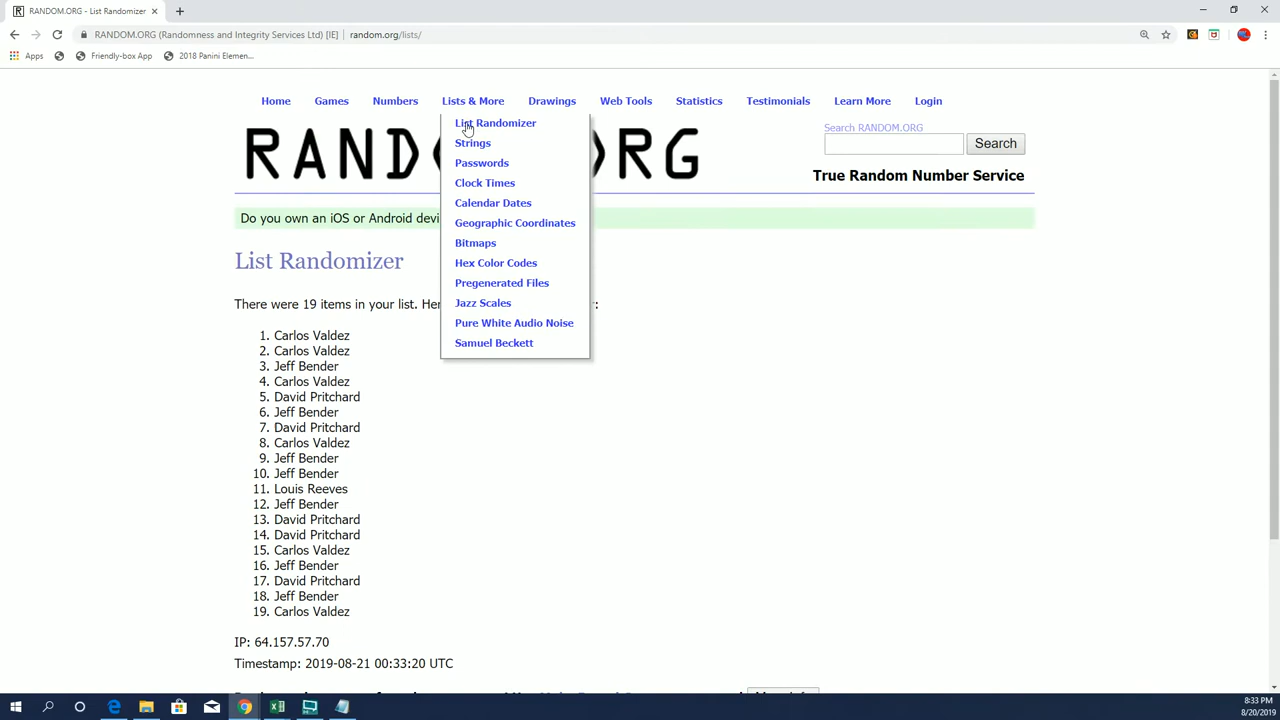 RANDOM.ORG - List Randomizer
RANDOM.ORG (Randomness and Integrity Services Ltd) [IE] | random.org/lists/
Apps Friendly-box App 2018 Panini Elemen...
Home Games Numbers Lists & More Drawings Web Tools Statistics Testimonials Learn More Login
List Randomizer
Strings
Passwords
Clock Times
Calendar Dates
Geographic Coordinates
Bitmaps
Hex Color Codes
Pregenerated Files
Jazz Scales
Pure White Audio Noise
Samuel Beckett
Search RANDOM.ORG
Search
RAND RG
True Random Number Service
Do you own an iOS or Android devi
List Randomizer
There were 19 items in your list. Her :
1. Carlos Valdez
2. Carlos Valdez
3. Jeff Bender
4. Carlos Valdez
5. David Pritchard
6. Jeff Bender
7. David Pritchard
8. Carlos Valdez
9. Jeff Bender
10. Jeff Bender
11. Louis Reeves
12. Jeff Bender
13. David Pritchard
14. David Pritchard
15. Carlos Valdez
16. Jeff Bender
17. David Pritchard
18. Jeff Bender
19. Carlos Valdez
IP: 64.157.57.70
Timestamp: 2019-08-21 00:33:20 UTC
8:33 PM
8/20/2019